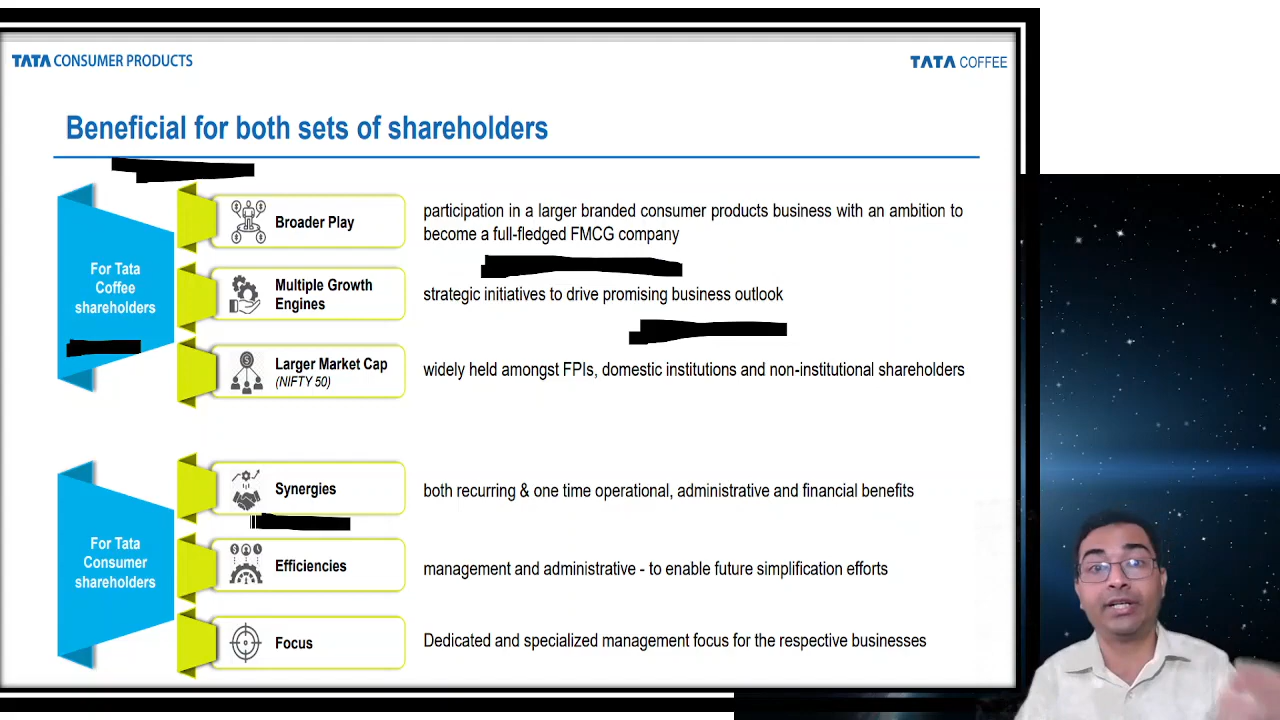 TATA CONSUMER PRODUCTS
TATA COFFEE
Beneficial for both sets of shareholders
For Tata
Coffee
shareholders
Broader Play
participation in a larger branded consumer products business with an ambition to
become a full-fledged FMCG company
Multiple Growth
Engines
strategic initiatives to drive promising business outlook
Larger Market Cap
(NIFTY 50)
widely held amongst FPIs, domestic institutions and non-institutional shareholders
For Tata
Consumer
shareholders
Synergies
both recurring & one time operational, administrative and financial benefits
Efficiencies
management and administrative - to enable future simplification efforts
Focus
Dedicated and specialized management focus for the respective businesses